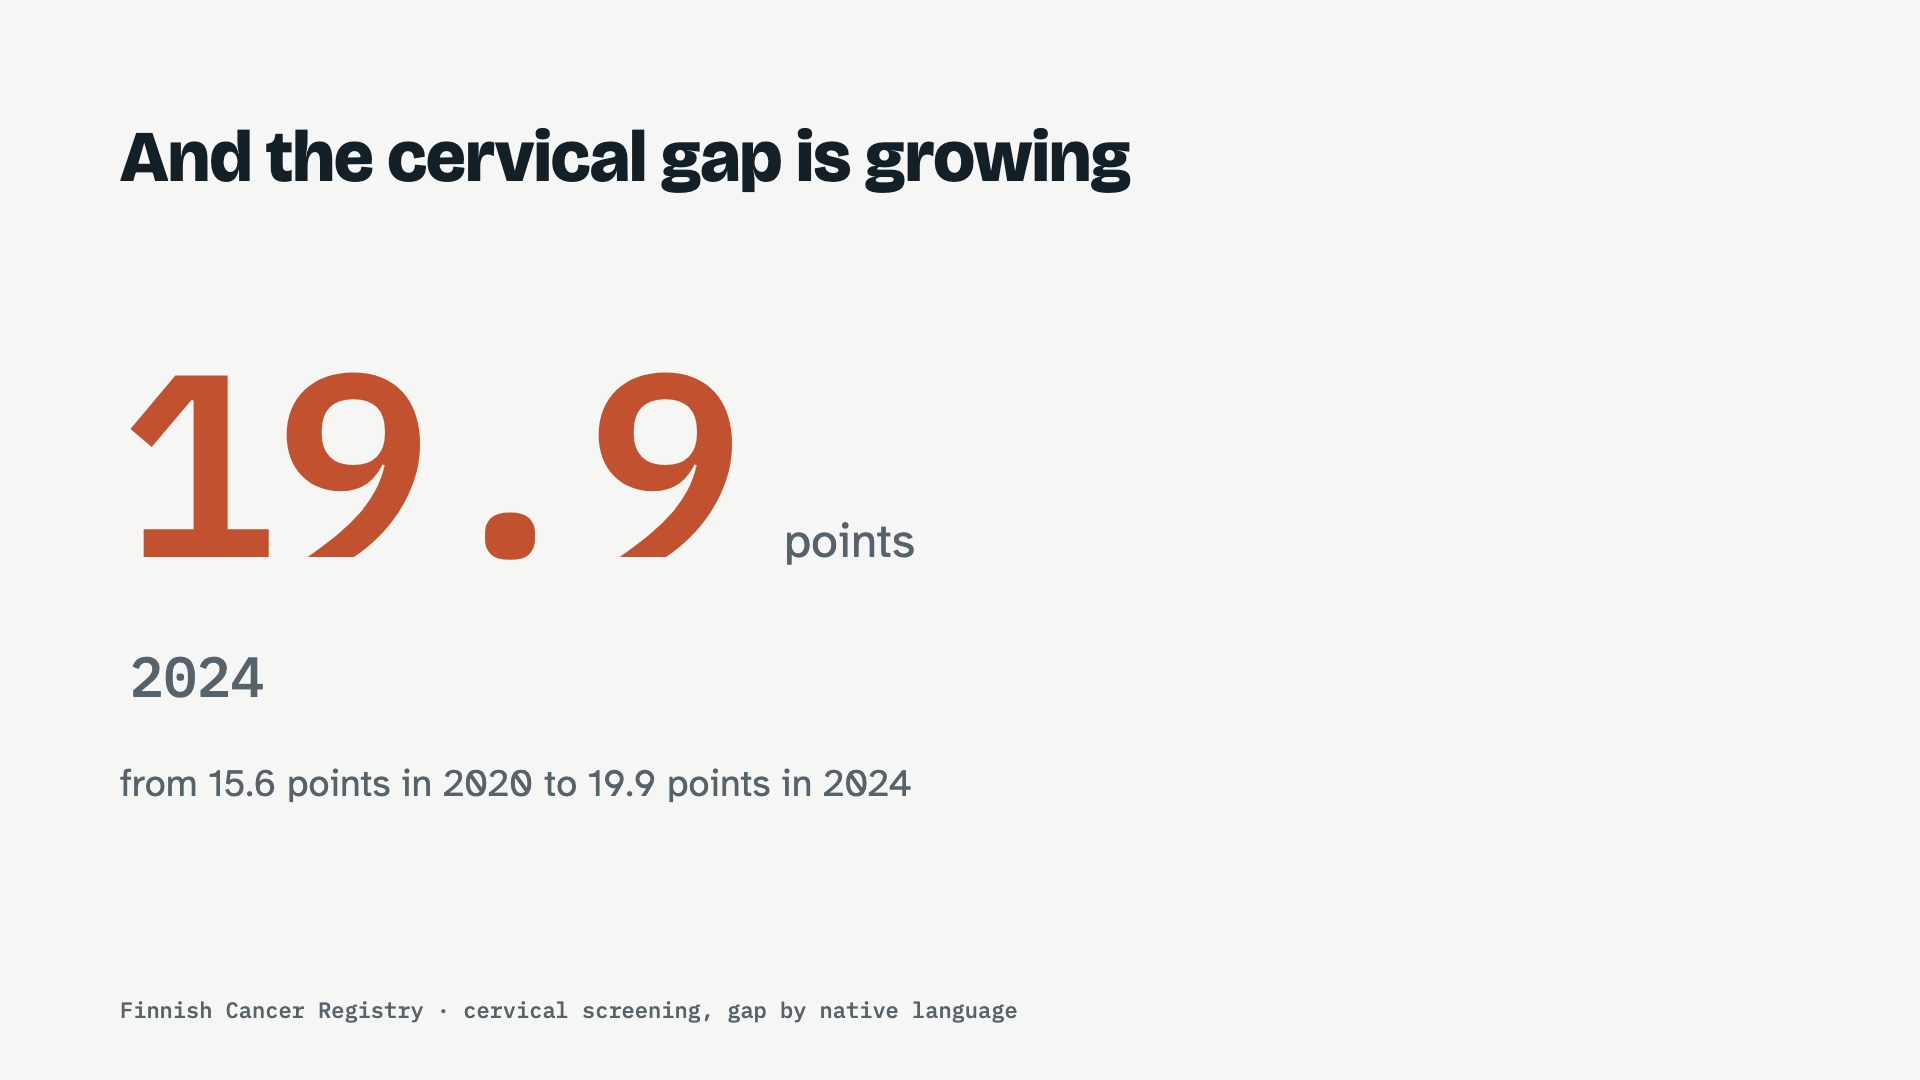 And the cervical gap is growing
19.9 points
2024
from 15.6 points in 2020 to 19.9 points in 2024
Finnish Cancer Registry · cervical screening, gap by native language